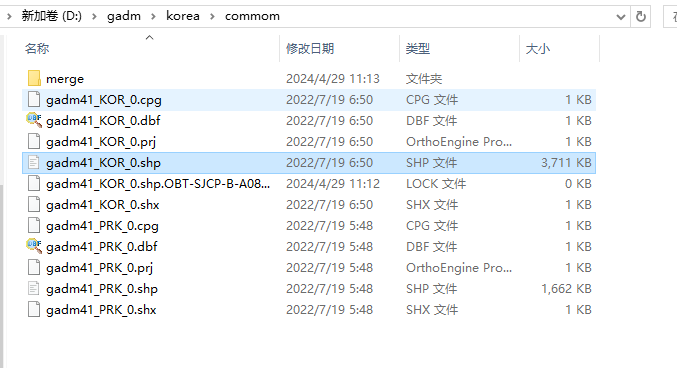 新加卷 (D:) > gadm > korea > commom
名称 修改日期 类型 大小
merge 2024/4/29 11:13 文件夹
gadm41_KOR_0.cpg 2022/7/19 6:50 CPG 文件 1 KB
gadm41_KOR_0.dbf 2022/7/19 6:50 DBF 文件 1 KB
gadm41_KOR_0.prj 2022/7/19 6:50 OrthoEngine Pro... 1 KB
gadm41_KOR_0.shp 2022/7/19 6:50 SHP 文件 3,711 KB
gadm41_KOR_0.shp.OBT-SJCP-B-A08... 2024/4/29 11:12 LOCK 文件 0 KB
gadm41_KOR_0.shx 2022/7/19 6:50 SHX 文件 1 KB
gadm41_PRK_0.cpg 2022/7/19 5:48 CPG 文件 1 KB
gadm41_PRK_0.dbf 2022/7/19 5:48 DBF 文件 1 KB
gadm41_PRK_0.prj 2022/7/19 5:48 OrthoEngine Pro... 1 KB
gadm41_PRK_0.shp 2022/7/19 5:48 SHP 文件 1,662 KB
gadm41_PRK_0.shx 2022/7/19 5:48 SHX 文件 1 KB